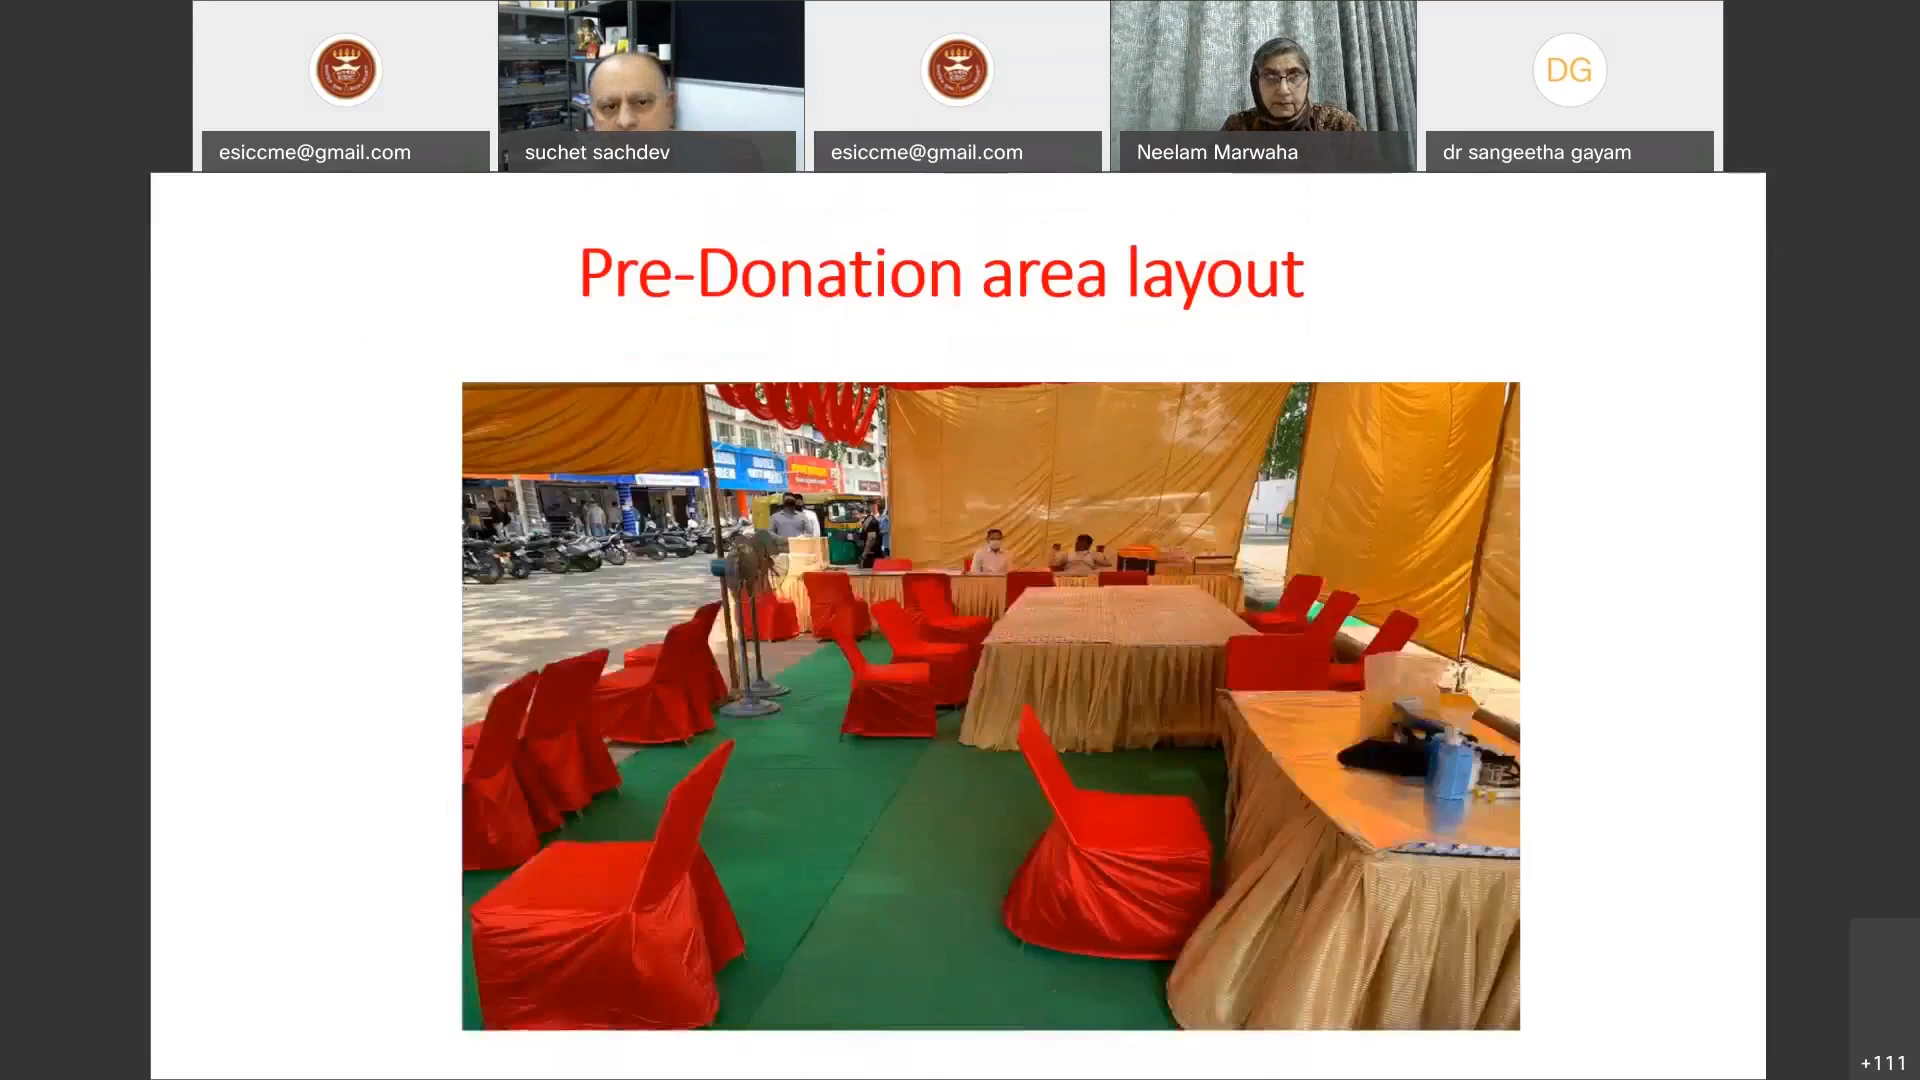 esiccme@gmail.com
suchet sachdev
esiccme@gmail.com
Neelam Marwaha
DG
dr sangeetha gayam
Pre-Donation area layout
+111